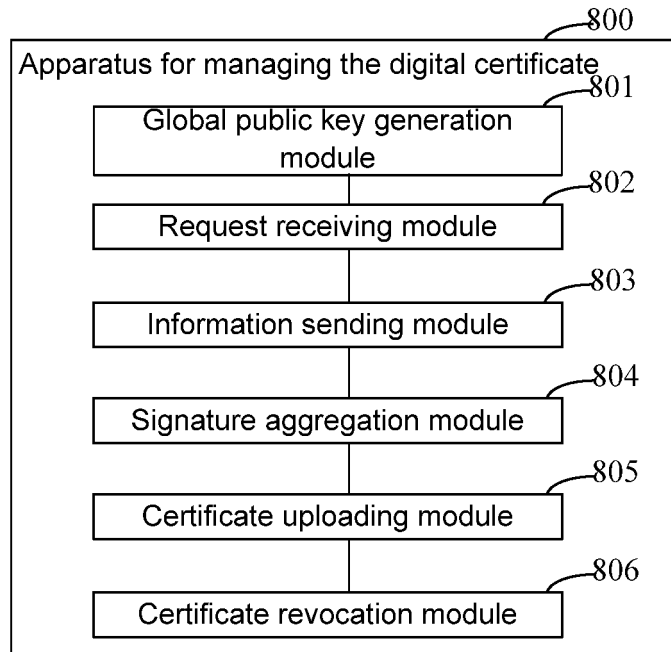 800
Apparatus for managing the digital certificate
801
Global public key generation
module
802
Request receiving module
803
Information sending module
804
Signature aggregation module
805
Certificate uploading module
806
Certificate revocation module